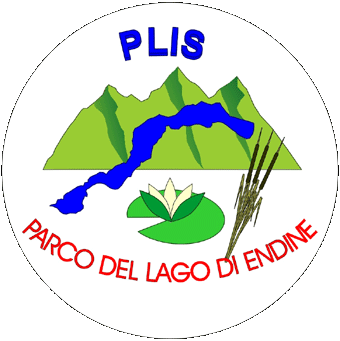 PLIS
PARCO DEL LAGO DI ENDINE